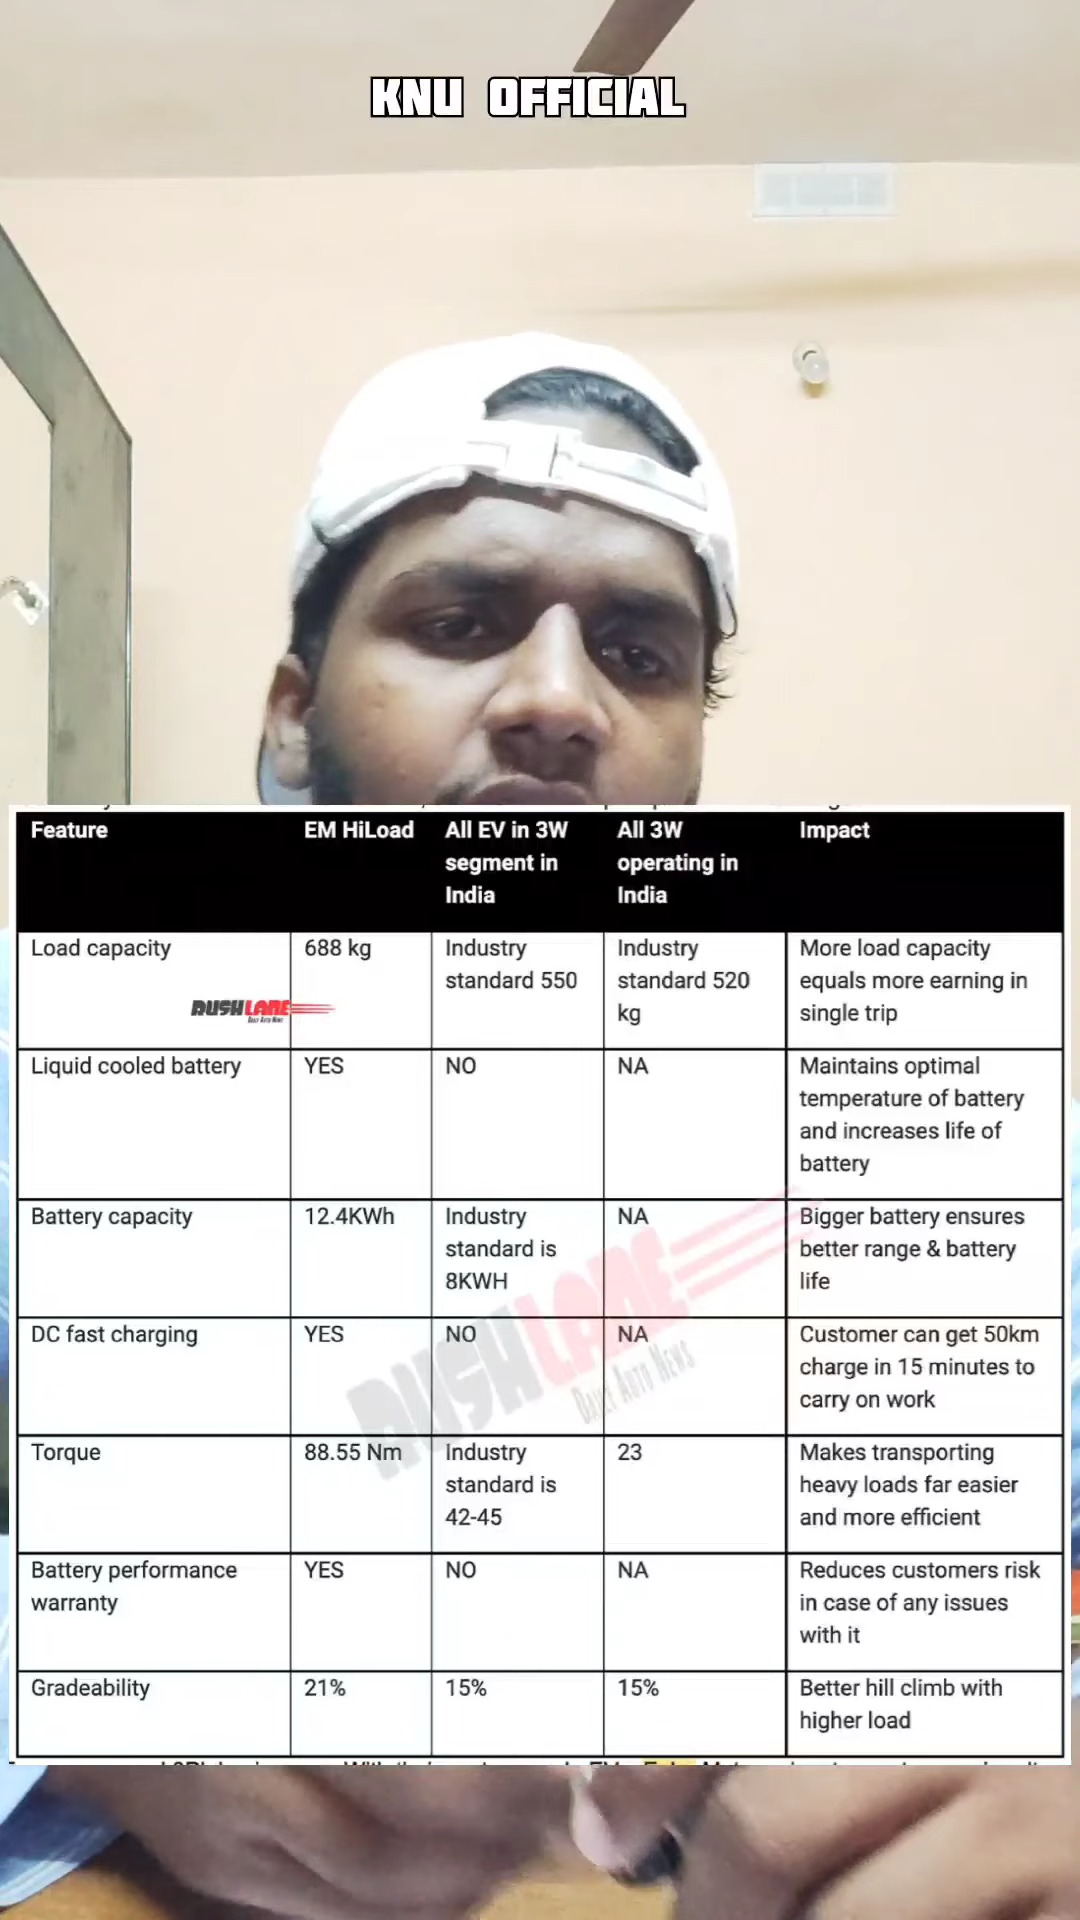 KNU OFFICIAL
Feature
EM HiLoad
All EV in 3W
segment in
India
All 3W
operating in
India
Impact
Load capacity
688 kg
Industry
standard 550
Industry
standard 520
kg
More load capacity
equals more earning in
single trip
RUSHLANE
DAILY AUTO NEWS
Liquid cooled battery
YES
NO
NA
Maintains optimal
temperature of battery
and increases life of
battery
Battery capacity
12.4KWh
Industry
standard is
8KWH
NA
Bigger battery ensures
better range & battery
life
DC fast charging
YES
NO
NA
Customer can get 50km
charge in 15 minutes to
carry on work
RUSHLANE
DAILY AUTO NEWS
Torque
88.55 Nm
Industry
standard is
42-45
23
Makes transporting
heavy loads far easier
and more efficient
Battery performance
warranty
YES
NO
NA
Reduces customers risk
in case of any issues
with it
Gradeability
21%
15%
15%
Better hill climb with
higher load